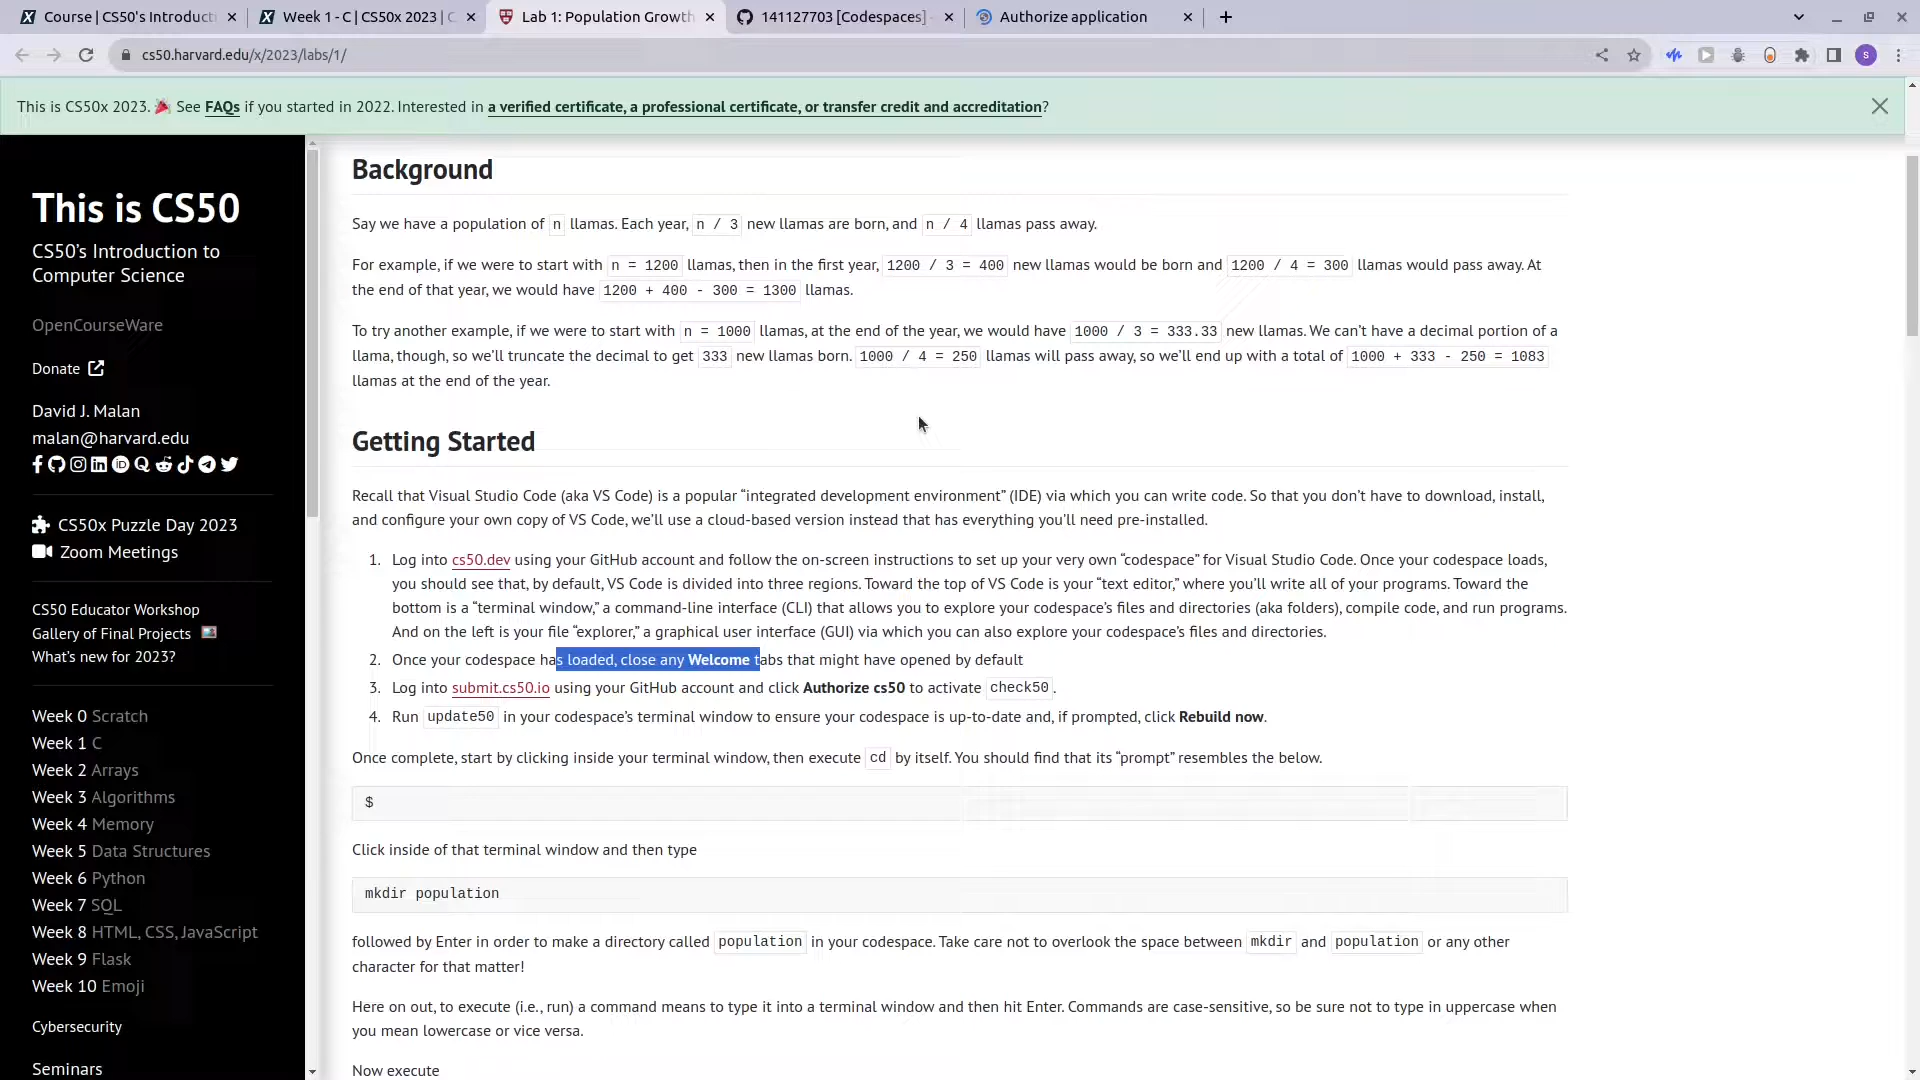 Course | CS50's Introduct
Week 1 - C | CS50x 2023 | C
Lab 1: Population Growth
141127703 [Codespaces]
Authorize application
cs50.harvard.edu/x/2023/labs/1/
S
This is CS50x 2023. 🎉 See FAQs if you started in 2022. Interested in a verified certificate, a professional certificate, or transfer credit and accreditation?
This is CS50
CS50’s Introduction to
Computer Science
OpenCourseWare
Donate
David J. Malan
malan@harvard.edu
CS50x Puzzle Day 2023
Zoom Meetings
CS50 Educator Workshop
Gallery of Final Projects
What’s new for 2023?
Week 0 Scratch
Week 1 C
Week 2 Arrays
Week 3 Algorithms
Week 4 Memory
Week 5 Data Structures
Week 6 Python
Week 7 SQL
Week 8 HTML, CSS, JavaScript
Week 9 Flask
Week 10 Emoji
Cybersecurity
Seminars
Background
Say we have a population of n llamas. Each year, n / 3 new llamas are born, and n / 4 llamas pass away.
For example, if we were to start with n = 1200 llamas, then in the first year, 1200 / 3 = 400 new llamas would be born and 1200 / 4 = 300 llamas would pass away. At
the end of that year, we would have 1200 + 400 - 300 = 1300 llamas.
To try another example, if we were to start with n = 1000 llamas, at the end of the year, we would have 1000 / 3 = 333.33 new llamas. We can’t have a decimal portion of a
llama, though, so we’ll truncate the decimal to get 333 new llamas born. 1000 / 4 = 250 llamas will pass away, so we’ll end up with a total of 1000 + 333 - 250 = 1083
llamas at the end of the year.
Getting Started
Recall that Visual Studio Code (aka VS Code) is a popular “integrated development environment” (IDE) via which you can write code. So that you don’t have to download, install,
and configure your own copy of VS Code, we’ll use a cloud-based version instead that has everything you’ll need pre-installed.
1. Log into cs50.dev using your GitHub account and follow the on-screen instructions to set up your very own “codespace” for Visual Studio Code. Once your codespace loads,
you should see that, by default, VS Code is divided into three regions. Toward the top of VS Code is your “text editor,” where you’ll write all of your programs. Toward the
bottom is a “terminal window,” a command-line interface (CLI) that allows you to explore your codespace’s files and directories (aka folders), compile code, and run programs.
And on the left is your file “explorer,” a graphical user interface (GUI) via which you can also explore your codespace’s files and directories.
2. Once your codespace has loaded, close any Welcome tabs that might have opened by default
3. Log into submit.cs50.io using your GitHub account and click Authorize cs50 to activate check50.
4. Run update50 in your codespace’s terminal window to ensure your codespace is up-to-date and, if prompted, click Rebuild now.
Once complete, start by clicking inside your terminal window, then execute cd by itself. You should find that its “prompt” resembles the below.
$
Click inside of that terminal window and then type
mkdir population
followed by Enter in order to make a directory called population in your codespace. Take care not to overlook the space between mkdir and population or any other
character for that matter!
Here on out, to execute (i.e., run) a command means to type it into a terminal window and then hit Enter. Commands are case-sensitive, so be sure not to type in uppercase when
you mean lowercase or vice versa.
Now execute